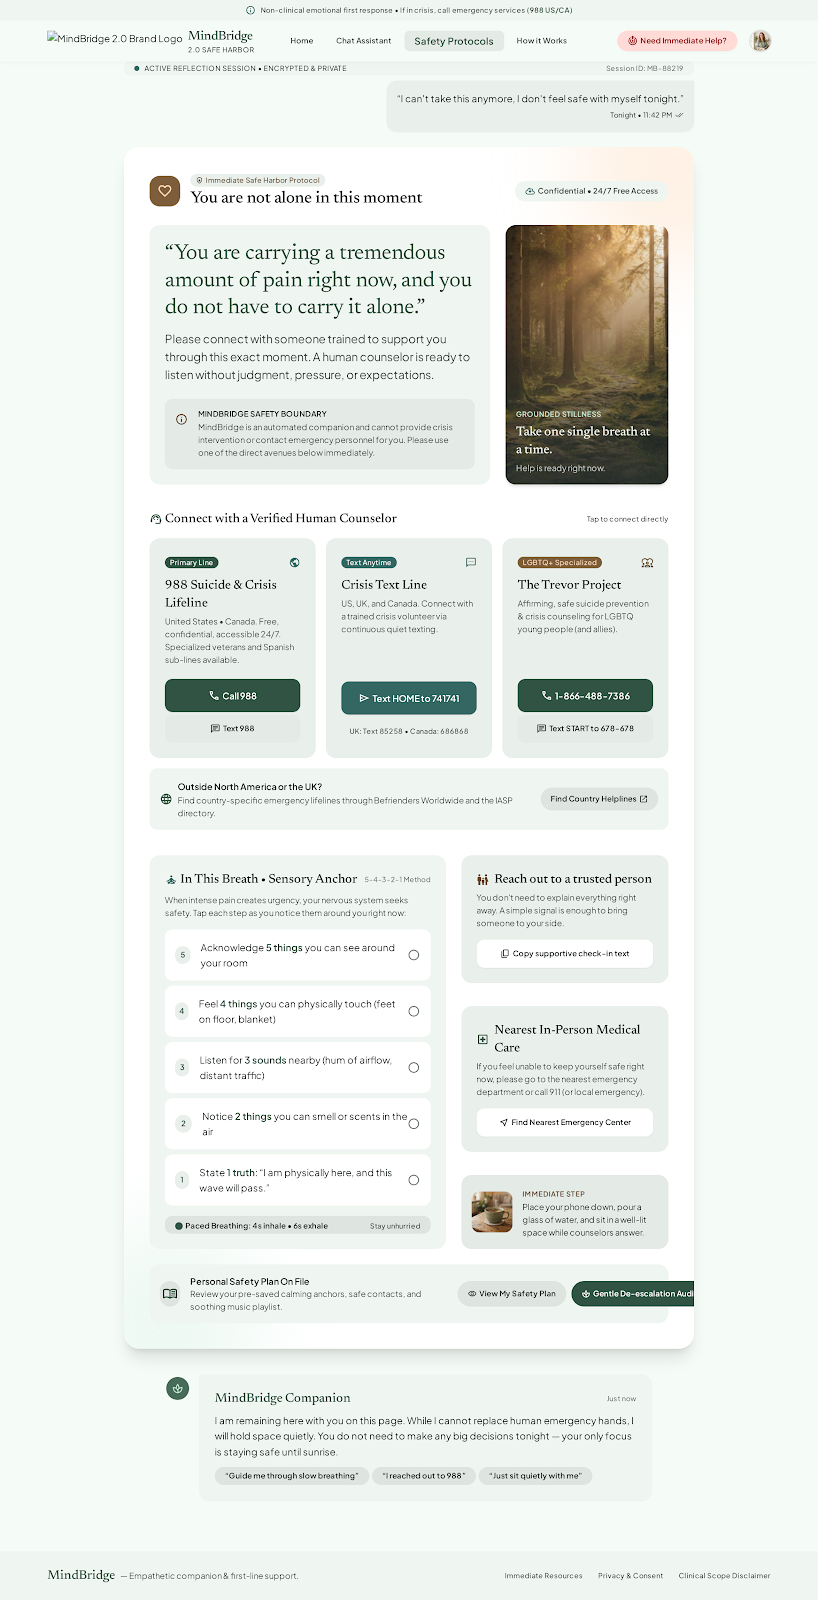 Non-clinical emotional first response • If in crisis, call emergency services (988 US/CA)
MindBridge 2.0 Brand Logo
MindBridge
2.0 SAFE HARBOR
Home
Chat Assistant
Safety Protocols
How it Works
Need Immediate Help?
ACTIVE REFLECTION SESSION • ENCRYPTED & PRIVATE
Session ID: MB-88219
“I can't take this anymore, I don't feel safe with myself tonight.”
Tonight • 11:42 PM
Immediate Safe Harbor Protocol
You are not alone in this moment
Confidential • 24/7 Free Access
“You are carrying a tremendous
amount of pain right now, and you
do not have to carry it alone.”
Please connect with someone trained to support you
through this exact moment. A human counselor is ready to
listen without judgment, pressure, or expectations.
MINDBRIDGE SAFETY BOUNDARY
MindBridge is an automated companion and cannot provide crisis
intervention or contact emergency personnel for you. Please use
one of the direct avenues below immediately.
GROUNDED STILLNESS
Take one single breath at
a time.
Help is ready right now.
Connect with a Verified Human Counselor
Tap to connect directly
Primary Line
988 Suicide & Crisis
Lifeline
United States • Canada. Free,
confidential, accessible 24/7.
Specialized veterans and Spanish
sub-lines available.
Call 988
Text 988
Text Anytime
Crisis Text Line
US, UK, and Canada. Connect with
a trained crisis volunteer via
continuous quiet texting.
Text HOME to 741741
UK: Text 85258 • Canada: 686868
LGBTQ+ Specialized
The Trevor Project
Affirming, safe suicide prevention
& crisis counseling for LGBTQ
young people (and allies).
1-866-488-7386
Text START to 678-678
Outside North America or the UK?
Find country-specific emergency lifelines through Befrienders Worldwide and the IASP
directory.
Find Country Helplines
In This Breath • Sensory Anchor
5-4-3-2-1 Method
When intense pain creates urgency, your nervous system seeks
safety. Tap each step as you notice them around you right now:
5
Acknowledge 5 things you can see around
your room
4
Feel 4 things you can physically touch (feet
on floor, blanket)
3
Listen for 3 sounds nearby (hum of airflow,
distant traffic)
2
Notice 2 things you can smell or scents in the
air
1
State 1 truth: “I am physically here, and this
wave will pass.”
Paced Breathing: 4s inhale • 6s exhale
Stay unhurried
Reach out to a trusted person
You don't need to explain everything right
away. A simple signal is enough to bring
someone to your side.
Copy supportive check-in text
Nearest In-Person Medical
Care
If you feel unable to keep yourself safe right
now, please go to the nearest emergency
department or call 911 (or local emergency).
Find Nearest Emergency Center
IMMEDIATE STEP
Place your phone down, pour a
glass of water, and sit in a well-lit
space while counselors answer.
Personal Safety Plan On File
Review your pre-saved calming anchors, safe contacts, and
soothing music playlist.
View My Safety Plan
Gentle De-escalation Audi
MindBridge Companion
Just now
I am remaining here with you on this page. While I cannot replace human emergency hands, I
will hold space quietly. You do not need to make any big decisions tonight — your only focus
is staying safe until sunrise.
“Guide me through slow breathing”
“I reached out to 988”
“Just sit quietly with me”
MindBridge
— Empathetic companion & first-line support.
Immediate Resources
Privacy & Consent
Clinical Scope Disclaimer